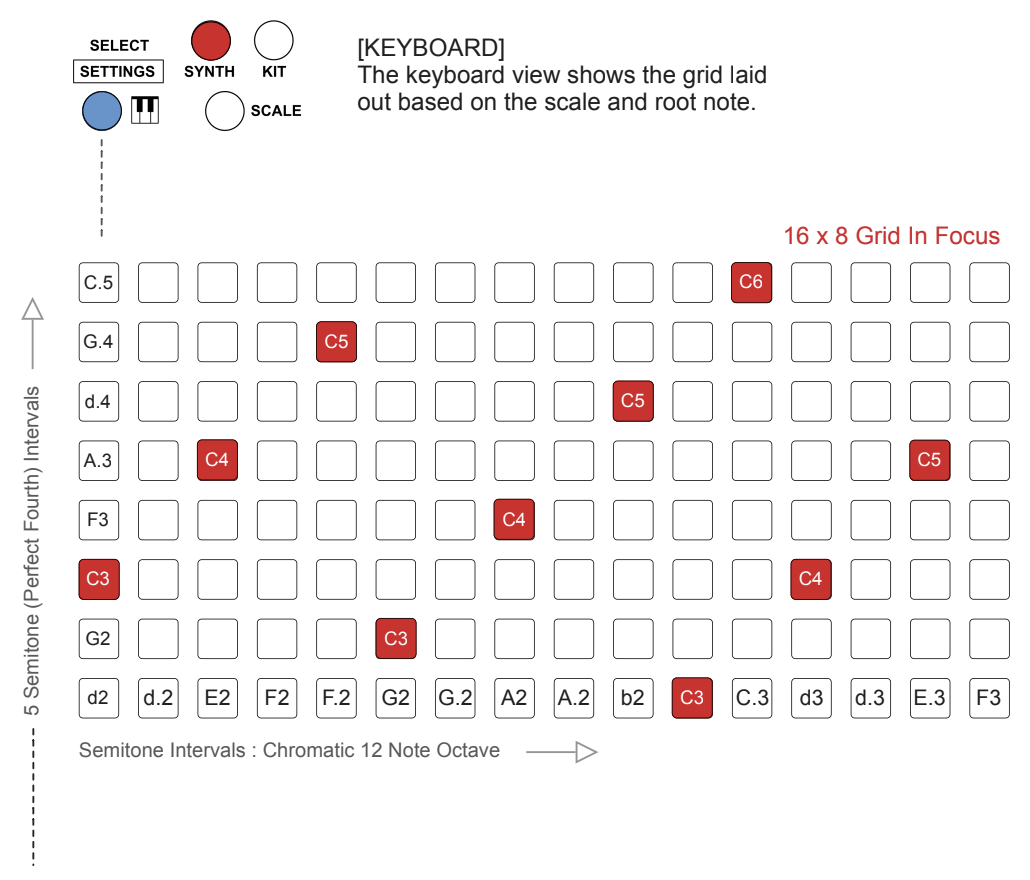 SELECT
SETTINGS
SYNTH
KIT
SCALE
[KEYBOARD]
The keyboard view shows the grid laid
out based on the scale and root note.
16 x 8 Grid In Focus
C.5 C6
G.4 C5
d.4 C5
A.3 C4 C5
F3 C4
C3 C4
G2 C3
d2 d.2 E2 F2 F.2 G2 G.2 A2 A.2 b2 C3 C.3 d3 d.3 E.3 F3
5 Semitone (Perfect Fourth) Intervals
Semitone Intervals : Chromatic 12 Note Octave